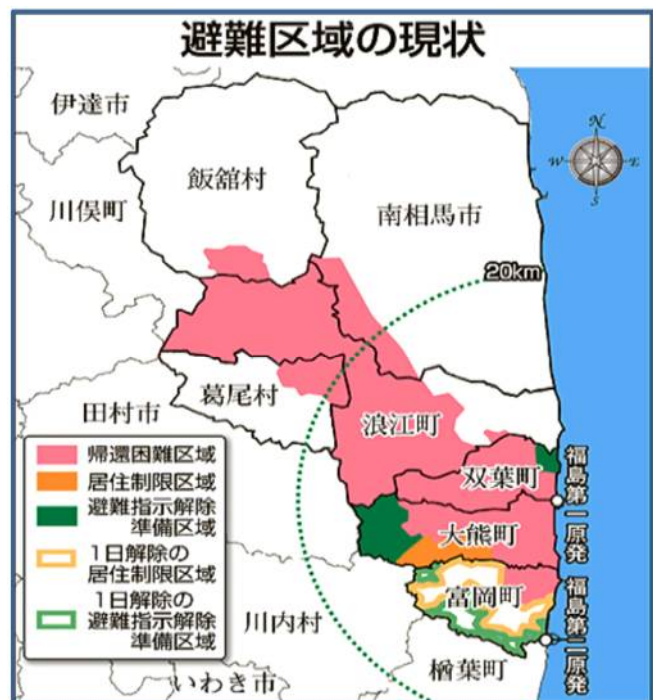 避難区域の現状
伊達市
飯舘村
川俣町
南相馬市
N
W
E
S
20km
葛尾村
田村市
浪江町
双葉町
大熊町
富岡町
川内村
楢葉町
いわき市
福島第一原発
福島第二原発
帰還困難区域
居住制限区域
避難指示解除
準備区域
1日解除の
居住制限区域
1日解除の
避難指示解除
準備区域